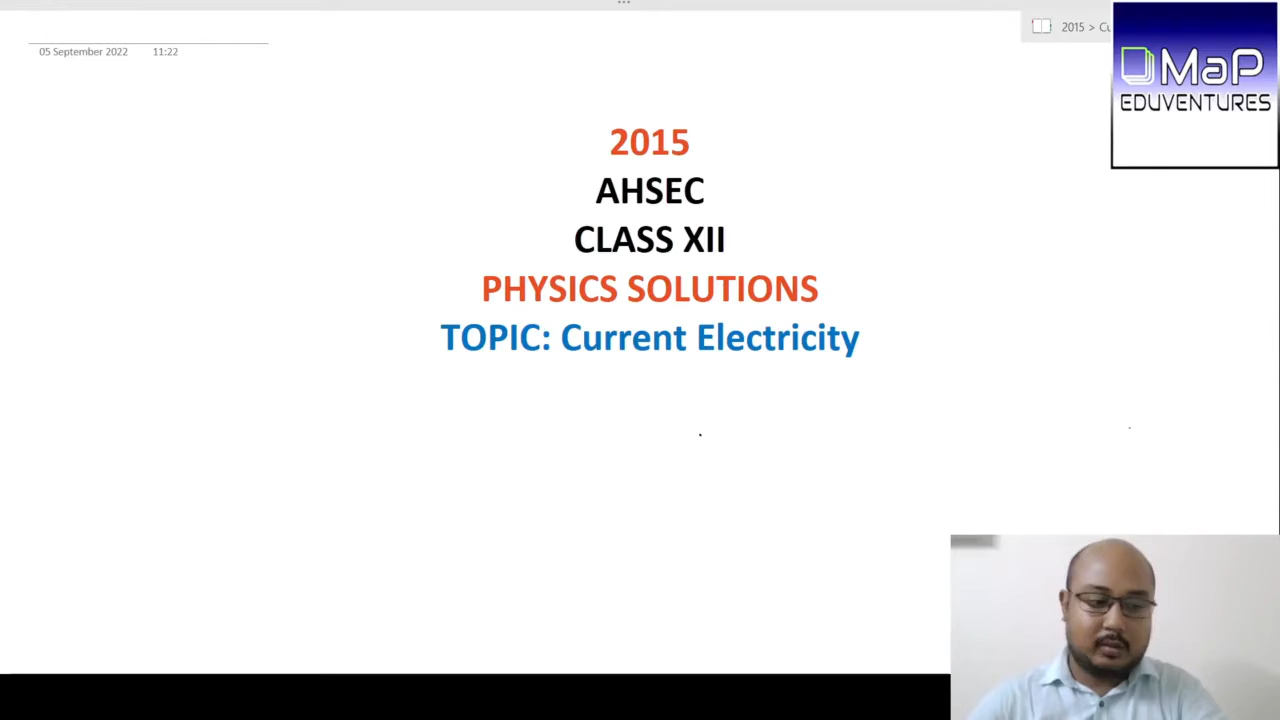 05 September 2022 11:22
2015 > Cu
MaP
EDUVENTURES
2015
AHSEC
CLASS XII
PHYSICS SOLUTIONS
TOPIC: Current Electricity